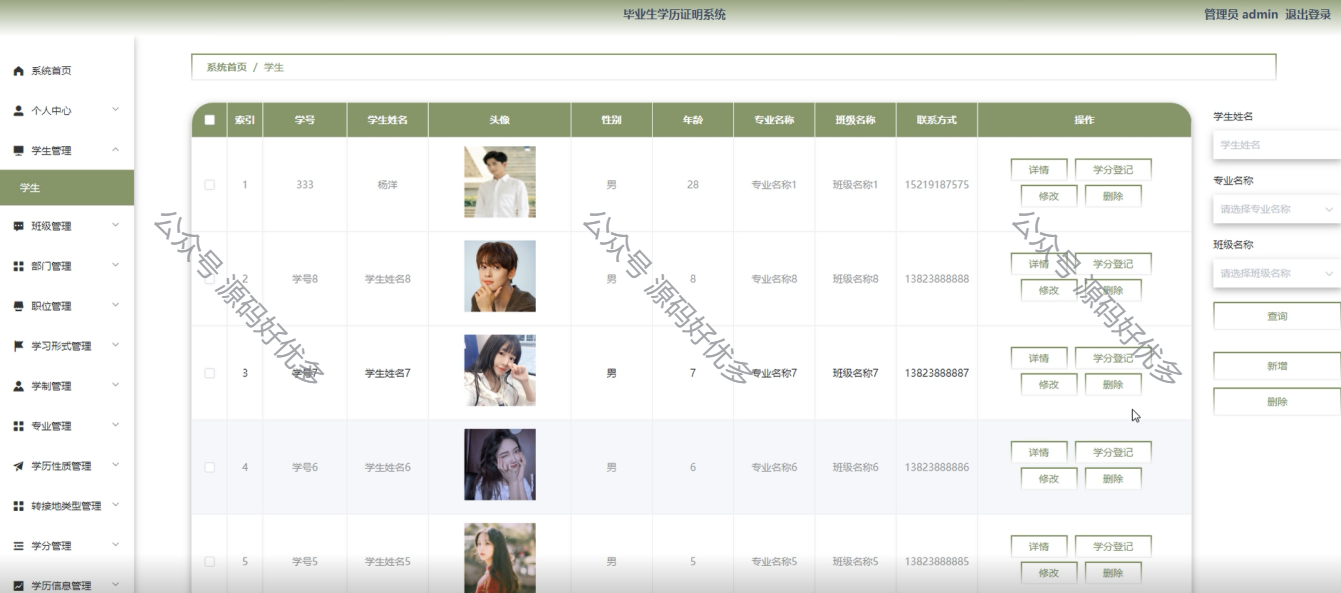 毕业生学历证明系统
管理员 admin 退出登录
系统首页
个人中心
学生管理
学生
班级管理
部门管理
职位管理
学习形式管理
学制管理
专业管理
学历性质管理
转接地类型管理
学分管理
学历信息管理
系统首页 / 学生
索引 学号 学生姓名 头像 性别 年龄 专业名称 班级名称 联系方式 操作
1 333 杨洋 男 28 专业名称1 班级名称1 15219187575 详情 学分登记
修改 删除
2 学号8 学生姓名8 男 8 专业名称8 班级名称8 13823888888 详情 学分登记
修改 删除
3 学号7 学生姓名7 男 7 专业名称7 班级名称7 13823888887 详情 学分登记
修改 删除
4 学号6 学生姓名6 男 6 专业名称6 班级名称6 13823888886 详情 学分登记
修改 删除
5 学号5 学生姓名5 男 5 专业名称5 班级名称5 13823888885 详情 学分登记
修改 删除
学生姓名
学生姓名
专业名称
请选择专业名称
班级名称
请选择班级名称
查询
新增
删除
公众号:源码好优多
公众号:源码好优多
公众号:源码好优多